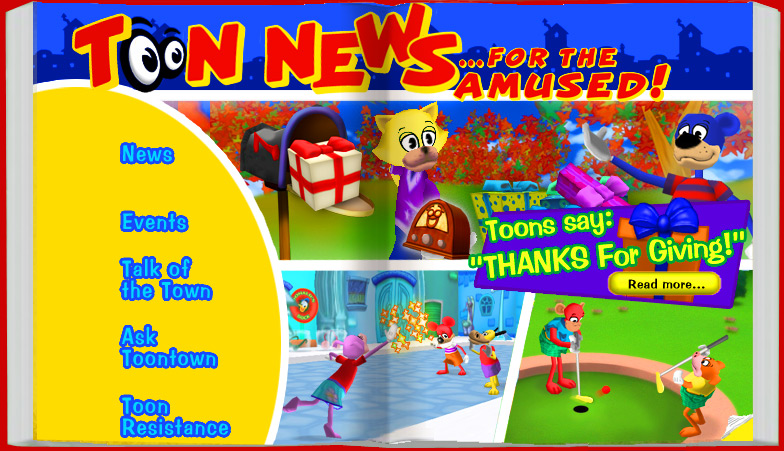 TOON NEWS
...FOR THE
AMUSED!
News
Events
Talk of
the Town
Ask
Toontown
Toon
Resistance
Toons say:
"THANKS For Giving!"
Read more...